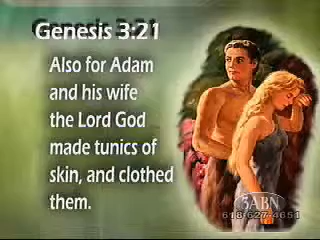 Genesis 3:21
Also for Adam
and his wife
the Lord God
made tunics of
skin, and clothed
them.
3ABN
618-627-4651